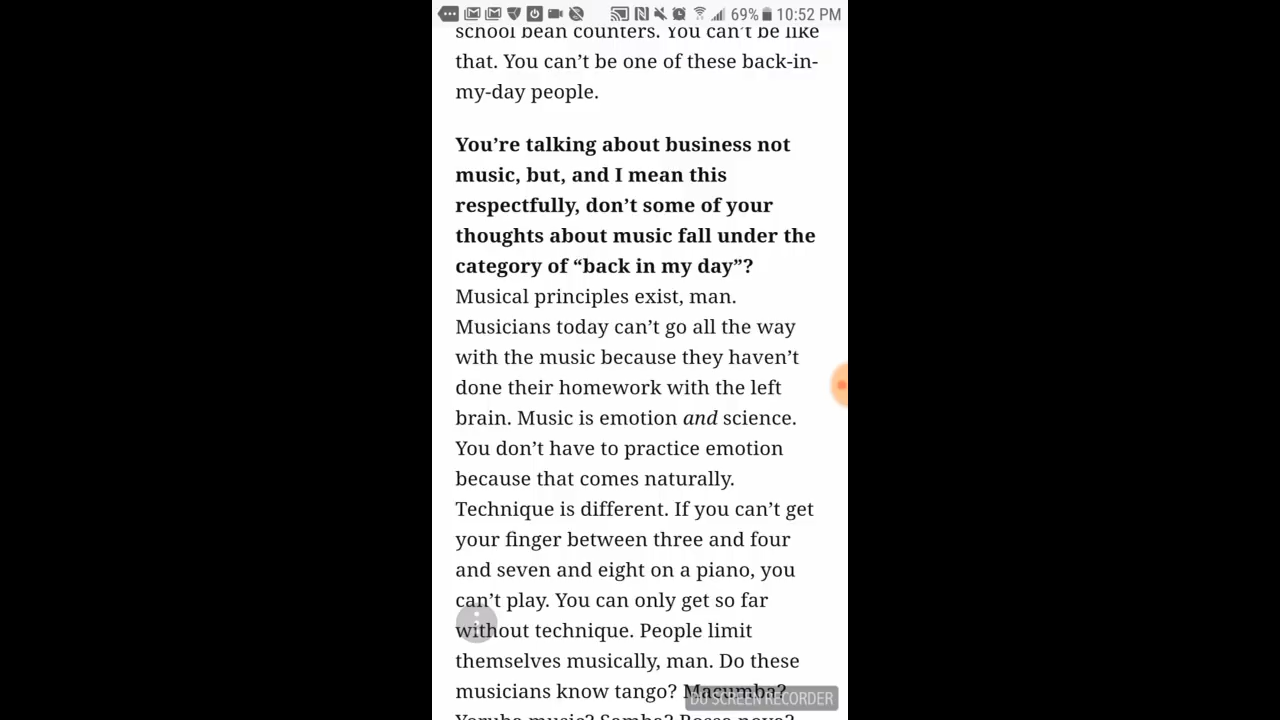 69% 10:52 PM
school bean counters. You can't be like
that. You can't be one of these back-in-
my-day people.
You're talking about business not
music, but, and I mean this
respectfully, don't some of your
thoughts about music fall under the
category of “back in my day”?
Musical principles exist, man.
Musicians today can't go all the way
with the music because they haven't
done their homework with the left
brain. Music is emotion and science.
You don't have to practice emotion
because that comes naturally.
Technique is different. If you can't get
your finger between three and four
and seven and eight on a piano, you
can't play. You can only get so far
without technique. People limit
themselves musically, man. Do these
musicians know tango? Macumba?
DU SCREEN RECORDER
Yoruba music? Samba? Bossa nova?